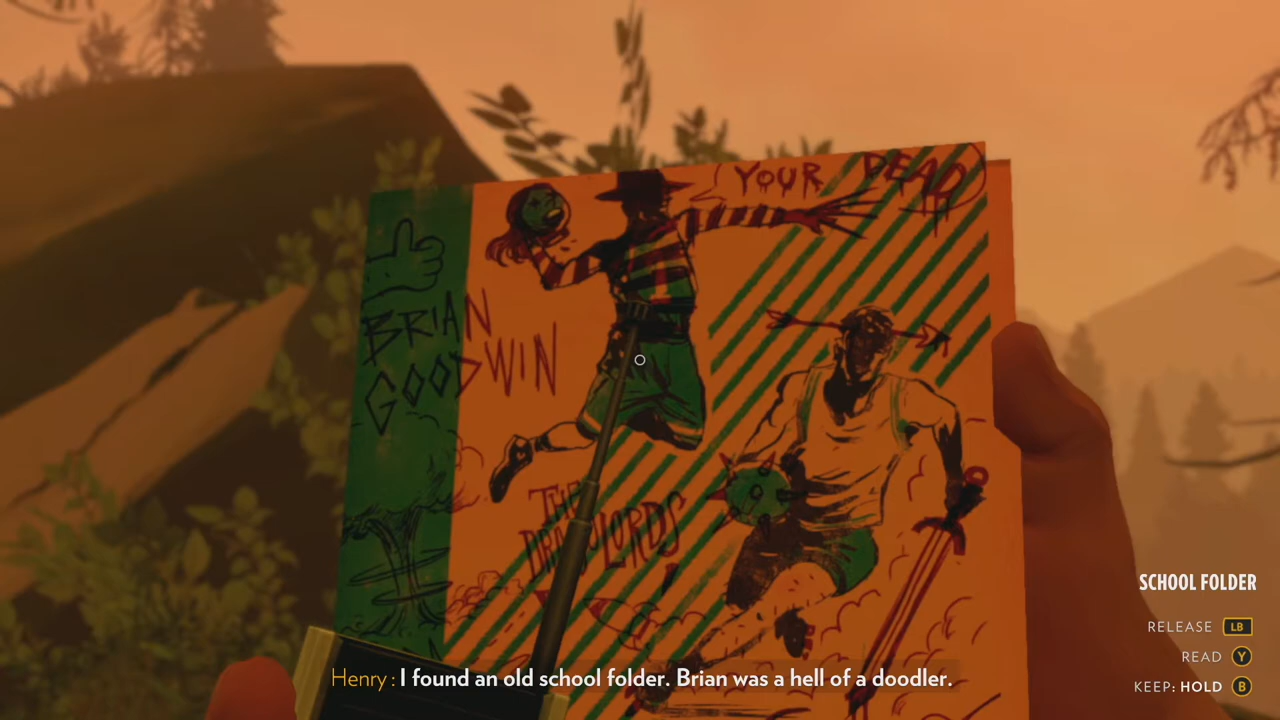 YOUR DEAD
BRIAN
GOODWIN
THE
SCHOOL FOLDER
RELEASE LB
READ Y
KEEP: HOLD B
Henry : I found an old school folder. Brian was a hell of a doodler.